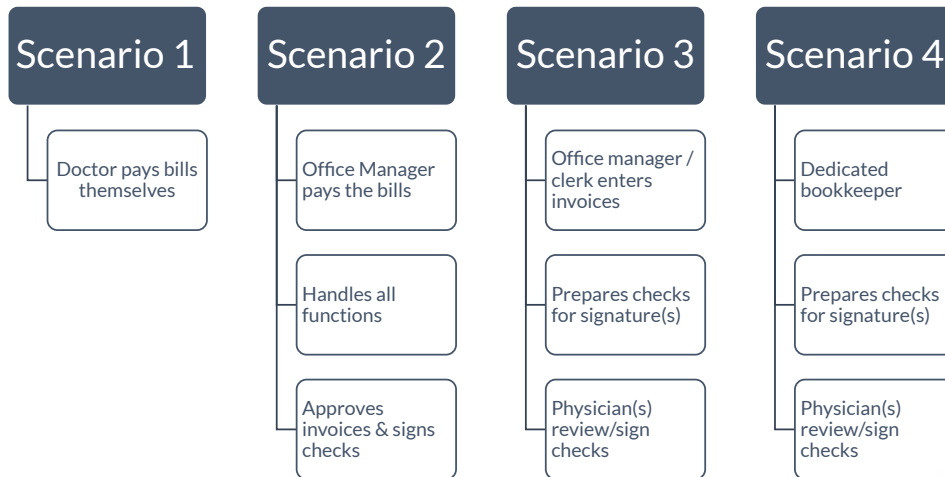 Scenario 1
Doctor pays bills
themselves
Scenario 2
Office Manager
pays the bills
Handles all
functions
Approves
invoices & signs
checks
Scenario 3
Office manager /
clerk enters
invoices
Prepares checks
for signature(s)
Physician(s)
review/sign
checks
Scenario 4
Dedicated
bookkeeper
Prepares checks
for signature(s)
Physician(s)
review/sign
checks